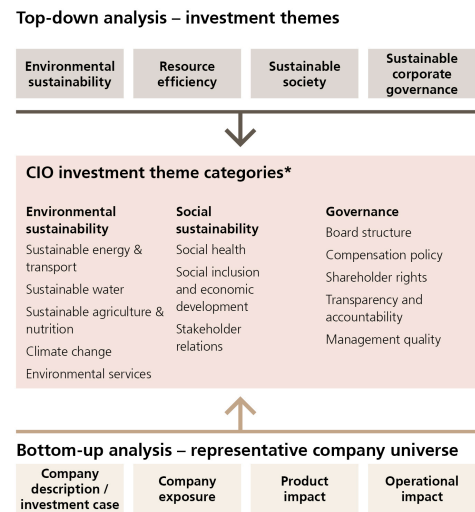 Top-down analysis – investment themes
Environmental
sustainability
Resource
efficiency
Sustainable
society
Sustainable
corporate
governance
CIO investment theme categories*
Environmental
sustainability
Sustainable energy &
transport
Sustainable water
Sustainable agriculture &
nutrition
Climate change
Environmental services
Social
sustainability
Social health
Social inclusion
and economic
development
Stakeholder
relations
Governance
Board structure
Compensation policy
Shareholder rights
Transparency and
accountability
Management quality
Bottom-up analysis – representative company universe
Company
description /
investment case
Company
exposure
Product
impact
Operational
impact